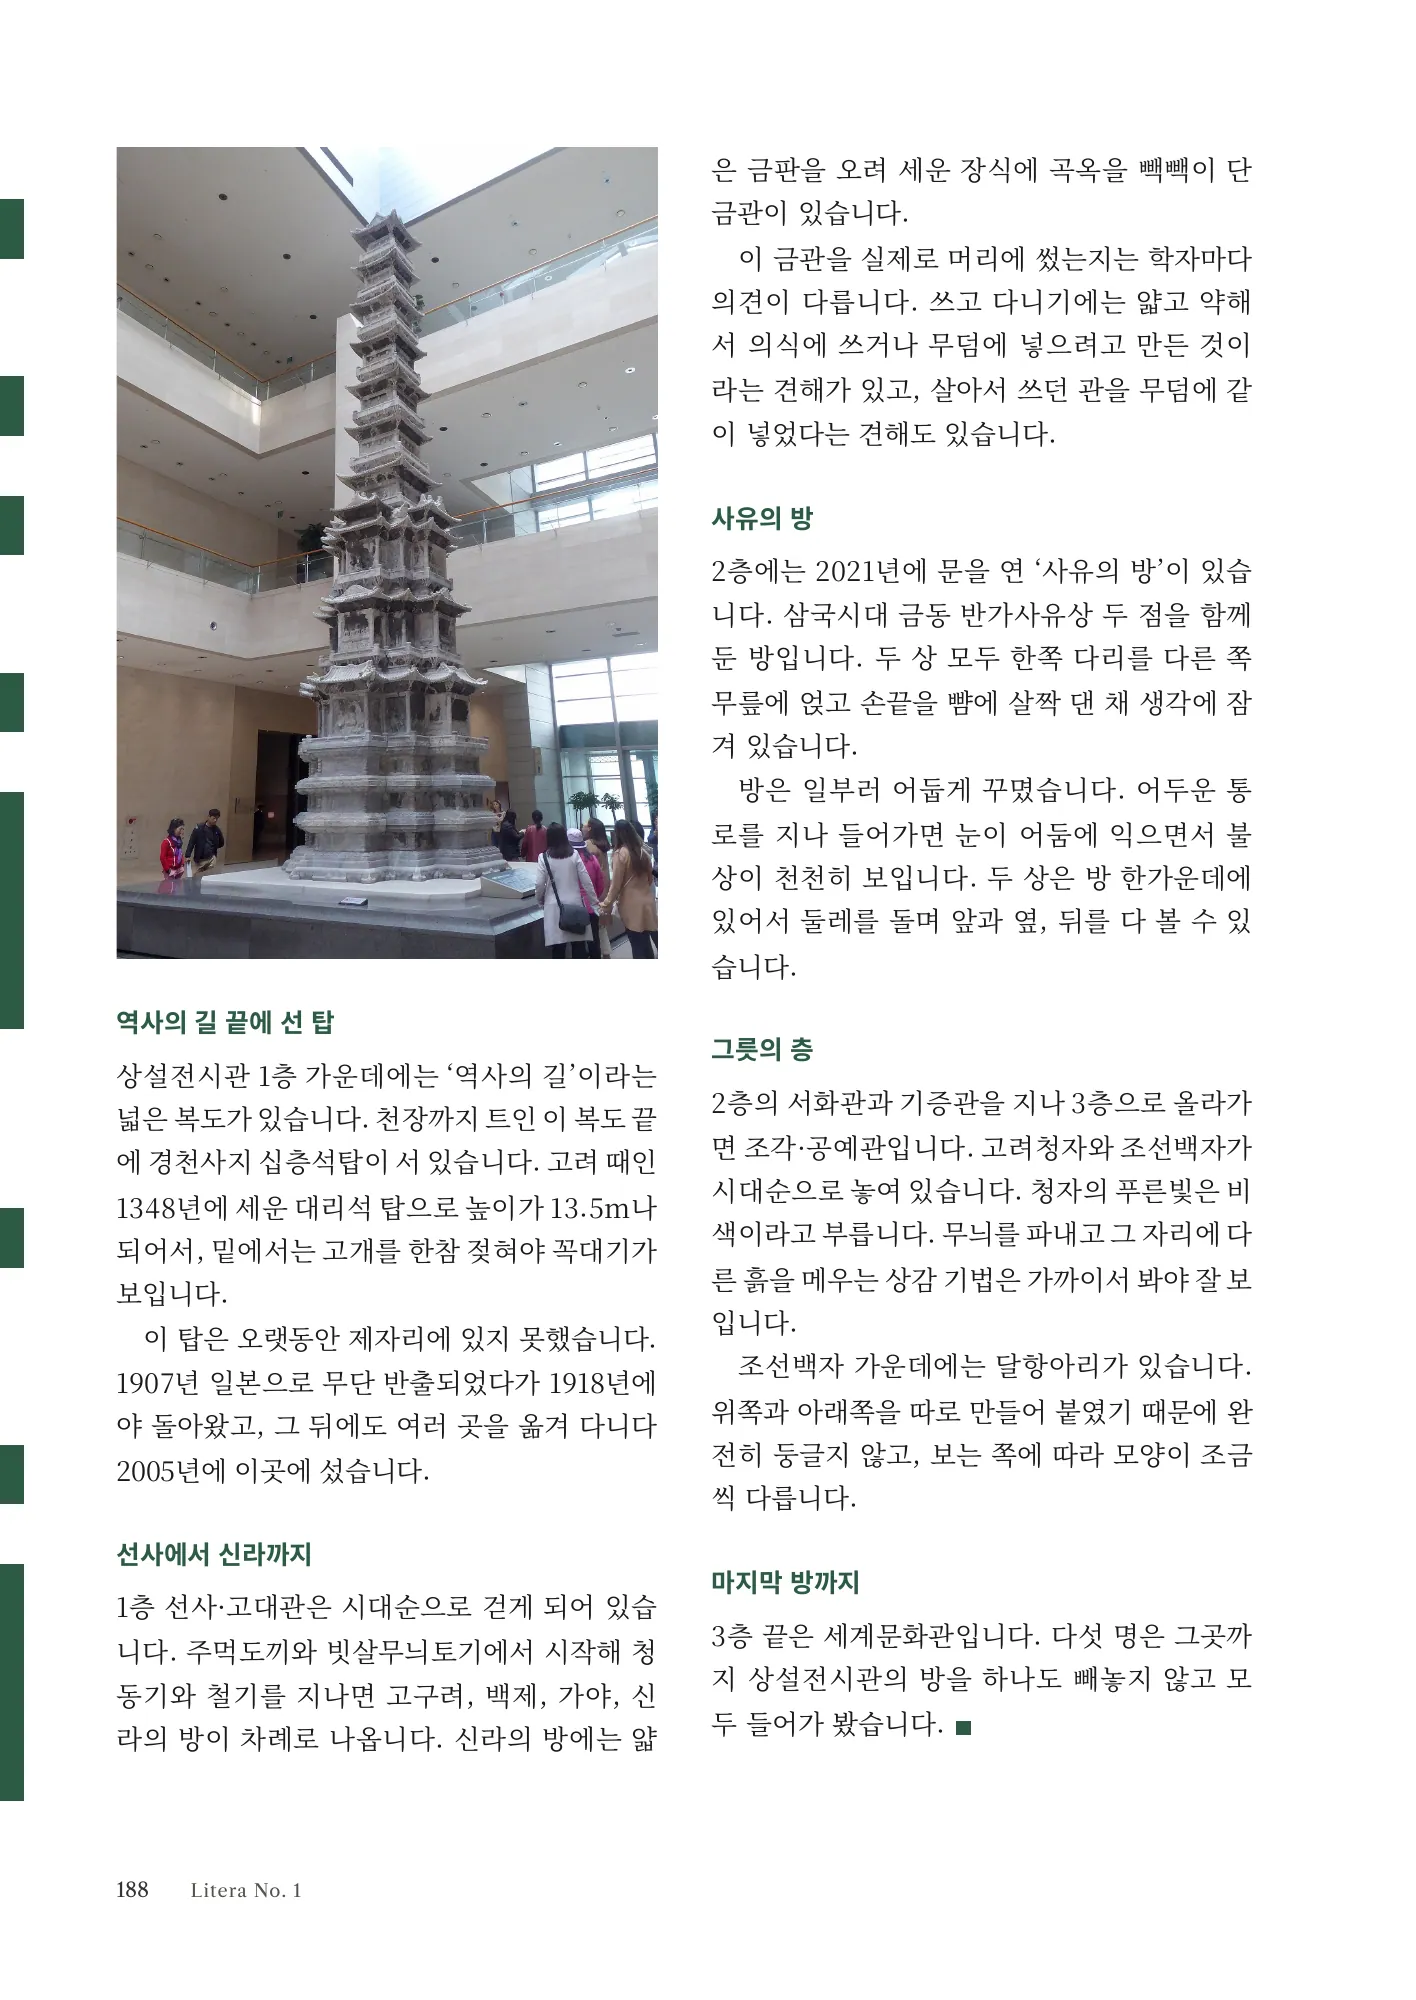 역사의 길 끝에 선 탑
상설전시관 1층 가운데에는 ‘역사의 길’이라는
넓은 복도가 있습니다. 천장까지 트인 이 복도 끝
에 경천사지 십층석탑이 서 있습니다. 고려 때인
1348년에 세운 대리석 탑으로 높이가 13.5m나
되어서, 밑에서는 고개를 한참 젖혀야 꼭대기가
보입니다.
이 탑은 오랫동안 제자리에 있지 못했습니다.
1907년 일본으로 무단 반출되었다가 1918년에
야 돌아왔고, 그 뒤에도 여러 곳을 옮겨 다니다
2005년에 이곳에 섰습니다.
선사에서 신라까지
1층 선사·고대관은 시대순으로 걷게 되어 있습
니다. 주먹도끼와 빗살무늬토기에서 시작해 청
동기와 철기를 지나면 고구려, 백제, 가야, 신
라의 방이 차례로 나옵니다. 신라의 방에는 얇
은 금판을 오려 세운 장식에 곡옥을 빽빽이 단
금관이 있습니다.
이 금관을 실제로 머리에 썼는지는 학자마다
의견이 다릅니다. 쓰고 다니기에는 얇고 약해
서 의식에 쓰거나 무덤에 넣으려고 만든 것이
라는 견해가 있고, 살아서 쓰던 관을 무덤에 같
이 넣었다는 견해도 있습니다.
사유의 방
2층에는 2021년에 문을 연 ‘사유의 방’이 있습
니다. 삼국시대 금동 반가사유상 두 점을 함께
둔 방입니다. 두 상 모두 한쪽 다리를 다른 쪽
무릎에 얹고 손끝을 뺨에 살짝 댄 채 생각에 잠
겨 있습니다.
방은 일부러 어둡게 꾸몄습니다. 어두운 통
로를 지나 들어가면 눈이 어둠에 익으면서 불
상이 천천히 보입니다. 두 상은 방 한가운데에
있어서 둘레를 돌며 앞과 옆, 뒤를 다 볼 수 있
습니다.
그릇의 층
2층의 서화관과 기증관을 지나 3층으로 올라가
면 조각·공예관입니다. 고려청자와 조선백자가
시대순으로 놓여 있습니다. 청자의 푸른빛은 비
색이라고 부릅니다. 무늬를 파내고 그 자리에 다
른 흙을 메우는 상감 기법은 가까이서 봐야 잘 보
입니다.
조선백자 가운데에는 달항아리가 있습니다.
위쪽과 아래쪽을 따로 만들어 붙였기 때문에 완
전히 둥글지 않고, 보는 쪽에 따라 모양이 조금
씩 다릅니다.
마지막 방까지
3층 끝은 세계문화관입니다. 다섯 명은 그곳까
지 상설전시관의 방을 하나도 빼놓지 않고 모
두 들어가 봤습니다. ■
188 Litera No. 1